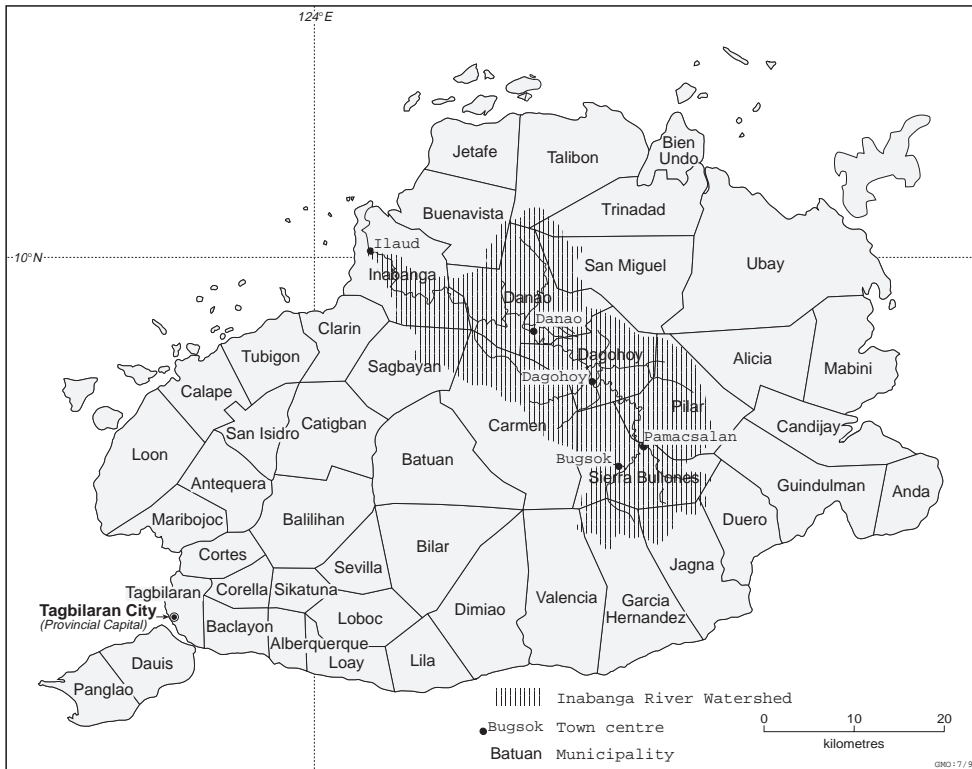 124°E
Bien
Undo
Jetafe
Talibon
Trinadad
Buenavista
Ilaud
10°N
San Miguel
Ubay
Inabanga
Danao
Danao
Clarin
Dagohoy
Tubigon
Alicia
Sagbayan
Mabini
Dagohoy
Calape
Pilar
Catigban
Carmen
Candijay
San Isidro
Pamacsalan
Loon
Batuan
Bugsok
Sierra Bullones
Antequera
Guindulman
Anda
Maribojoc
Balilihan
Duero
Bilar
Cortes
Sevilla
Jagna
Tagbilaran
Corella
Sikatuna
Valencia
Garcia
Hernandez
Tagbilaran City
(Provincial Capital)
Dimiao
Loboc
Baclayon
Alberquerque
Lila
Loay
Dauis
Panglao
Inabanga River Watershed
Bugsok Town centre
Batuan Municipality
0 10 20
kilometres
GMO:7/9